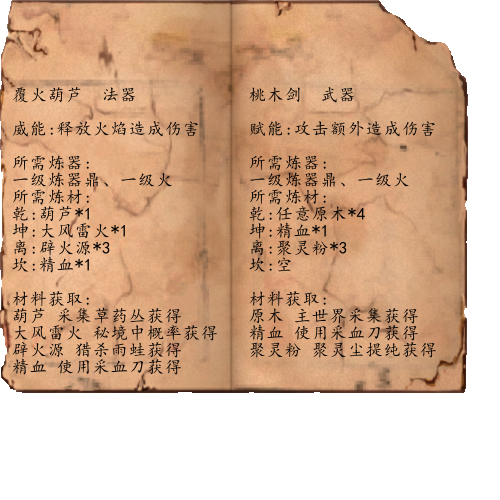 覆火葫芦 法器
威能:释放火焰造成伤害
所需炼器:
一级炼器鼎、一级火
所需炼材:
乾:葫芦*1
坤:大风雷火*1
离:辟火源*3
坎:精血*1
材料获取:
葫芦 采集草药丛获得
大风雷火 秘境中概率获得
辟火源 猎杀雨蛙获得
精血 使用采血刀获得
桃木剑 武器
赋能:攻击额外造成伤害
所需炼器:
一级炼器鼎、一级火
所需炼材:
乾:任意原木*4
坤:精血*1
离:聚灵粉*3
坎:空
材料获取:
原木 主世界采集获得
精血 使用采血刀获得
聚灵粉 聚灵尘提纯获得